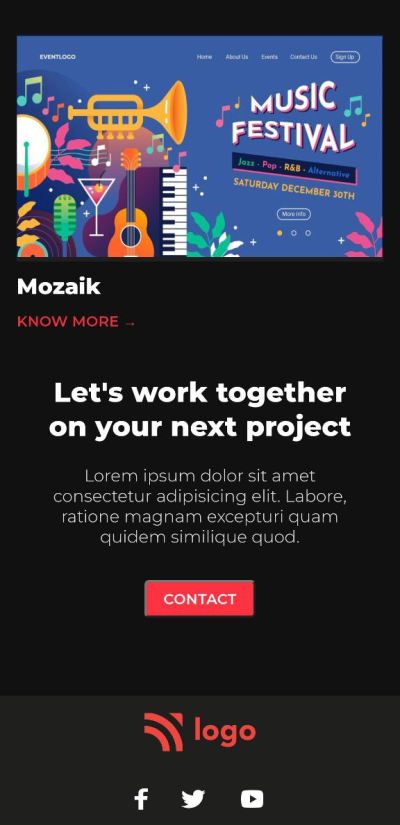 EVENTLOGO
Home About Us Events Contact Us Sign Up
MUSIC
FESTIVAL
Jazz - Pop - R&B - Alternative
SATURDAY DECEMBER 30TH
More info
Mozaik
KNOW MORE →
Let's work together
on your next project
Lorem ipsum dolor sit amet
consectetur adipisicing elit. Labore,
ratione magnam excepturi quam
quidem similique quod.
CONTACT
logo